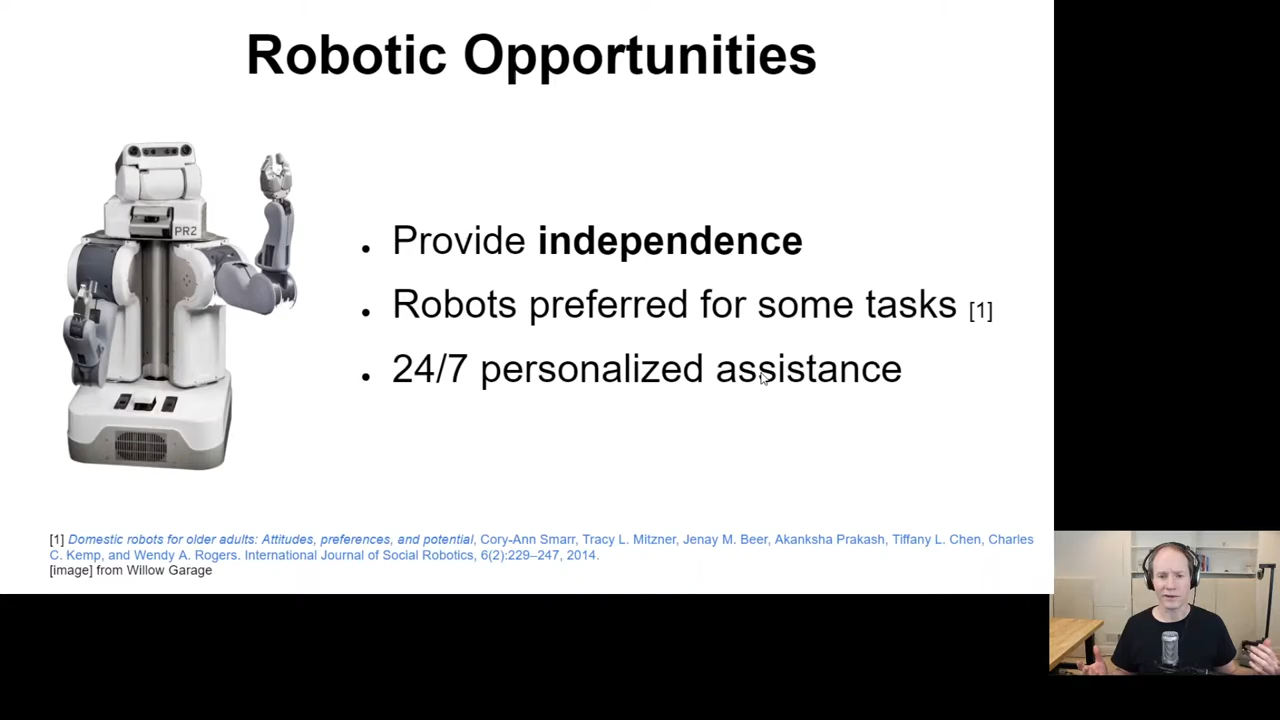 Robotic Opportunities
PR2
• Provide independence
• Robots preferred for some tasks [1]
• 24/7 personalized assistance
[1] Domestic robots for older adults: Attitudes, preferences, and potential, Cory-Ann Smarr, Tracy L. Mitzner, Jenay M. Beer, Akanksha Prakash, Tiffany L. Chen, Charles
C. Kemp, and Wendy A. Rogers. International Journal of Social Robotics, 6(2):229–247, 2014.
[image] from Willow Garage